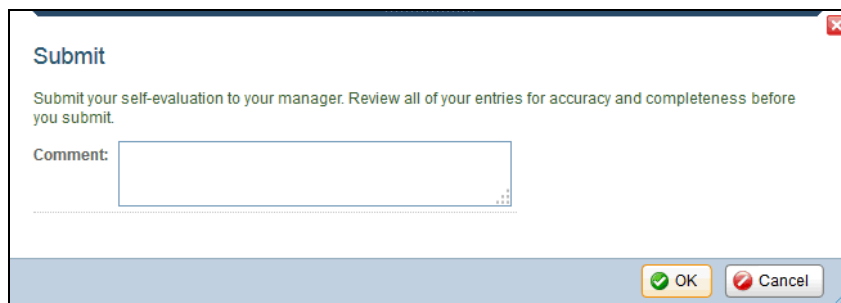 Submit
Submit your self-evaluation to your manager. Review all of your entries for accuracy and completeness before
you submit.
Comment:
OK Cancel